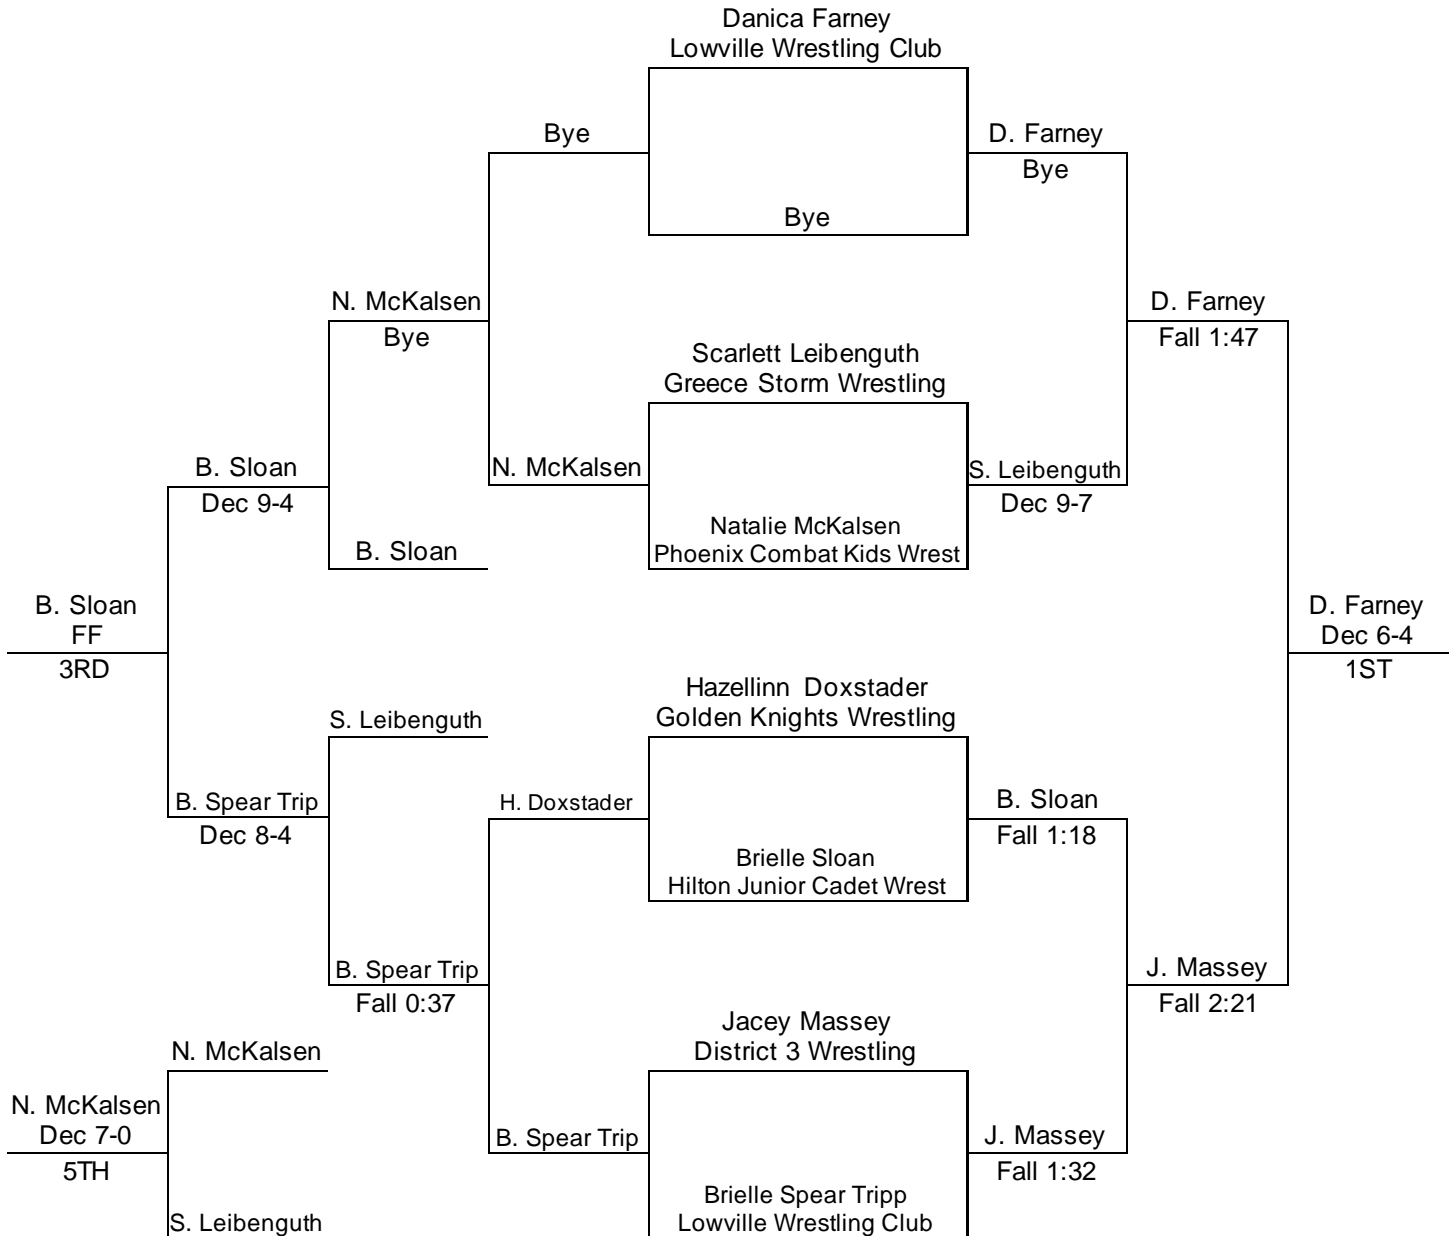 Danica Farney
Lowville Wrestling Club
Bye
D. Farney
Bye
Bye
N. McKalsen
Bye
D. Farney
Fall 1:47
Scarlett Leibenguth
Greece Storm Wrestling
B. Sloan
Dec 9-4
N. McKalsen
S. Leibenguth
Dec 9-7
Natalie McKalsen
Phoenix Combat Kids Wrest
B. Sloan
B. Sloan
FF
3RD
D. Farney
Dec 6-4
1ST
Hazellinn Doxstader
Golden Knights Wrestling
S. Leibenguth
B. Spear Trip
Dec 8-4
H. Doxstader
B. Sloan
Fall 1:18
Brielle Sloan
Hilton Junior Cadet Wrest
B. Spear Trip
Fall 0:37
J. Massey
Fall 2:21
Jacey Massey
District 3 Wrestling
N. McKalsen
N. McKalsen
Dec 7-0
5TH
B. Spear Trip
J. Massey
Fall 1:32
Brielle Spear Tripp
Lowville Wrestling Club
S. Leibenguth